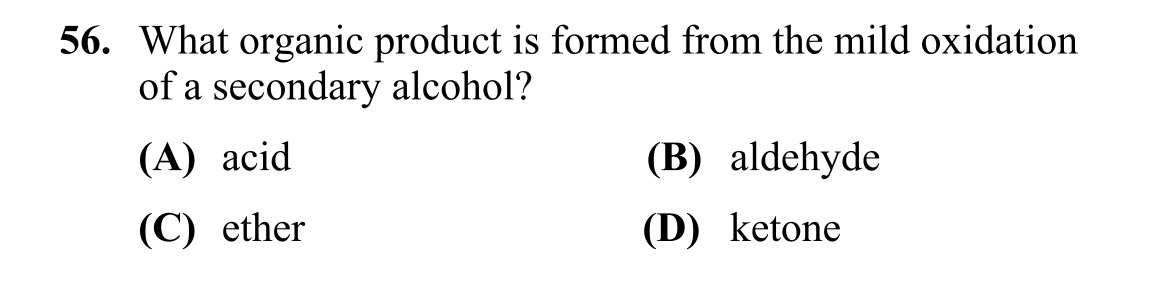 56. What organic product is formed from the mild oxidation
of a secondary alcohol?
(A) acid (B) aldehyde
(C) ether (D) ketone